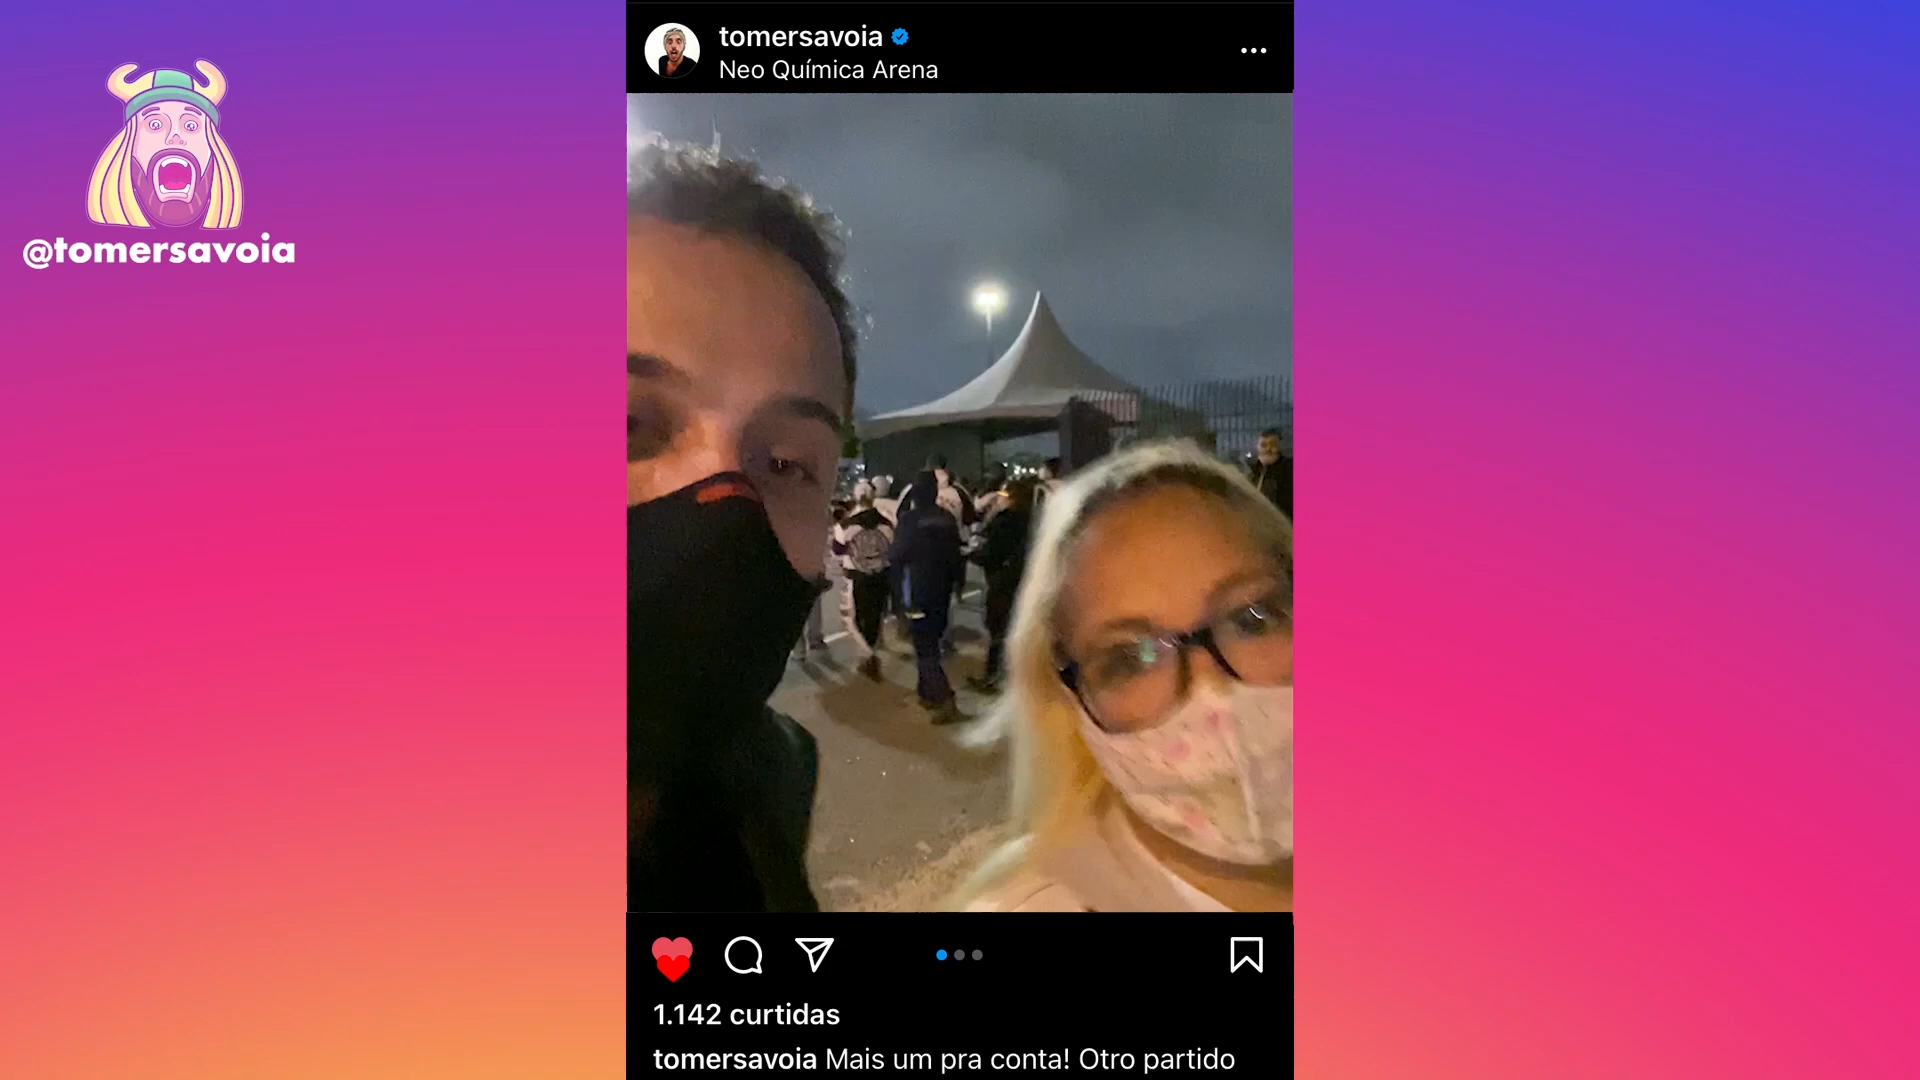 tomersavoia
Neo Química Arena
@tomersavoia
1.142 curtidas
tomersavoia Mais um pra conta! Otro partido